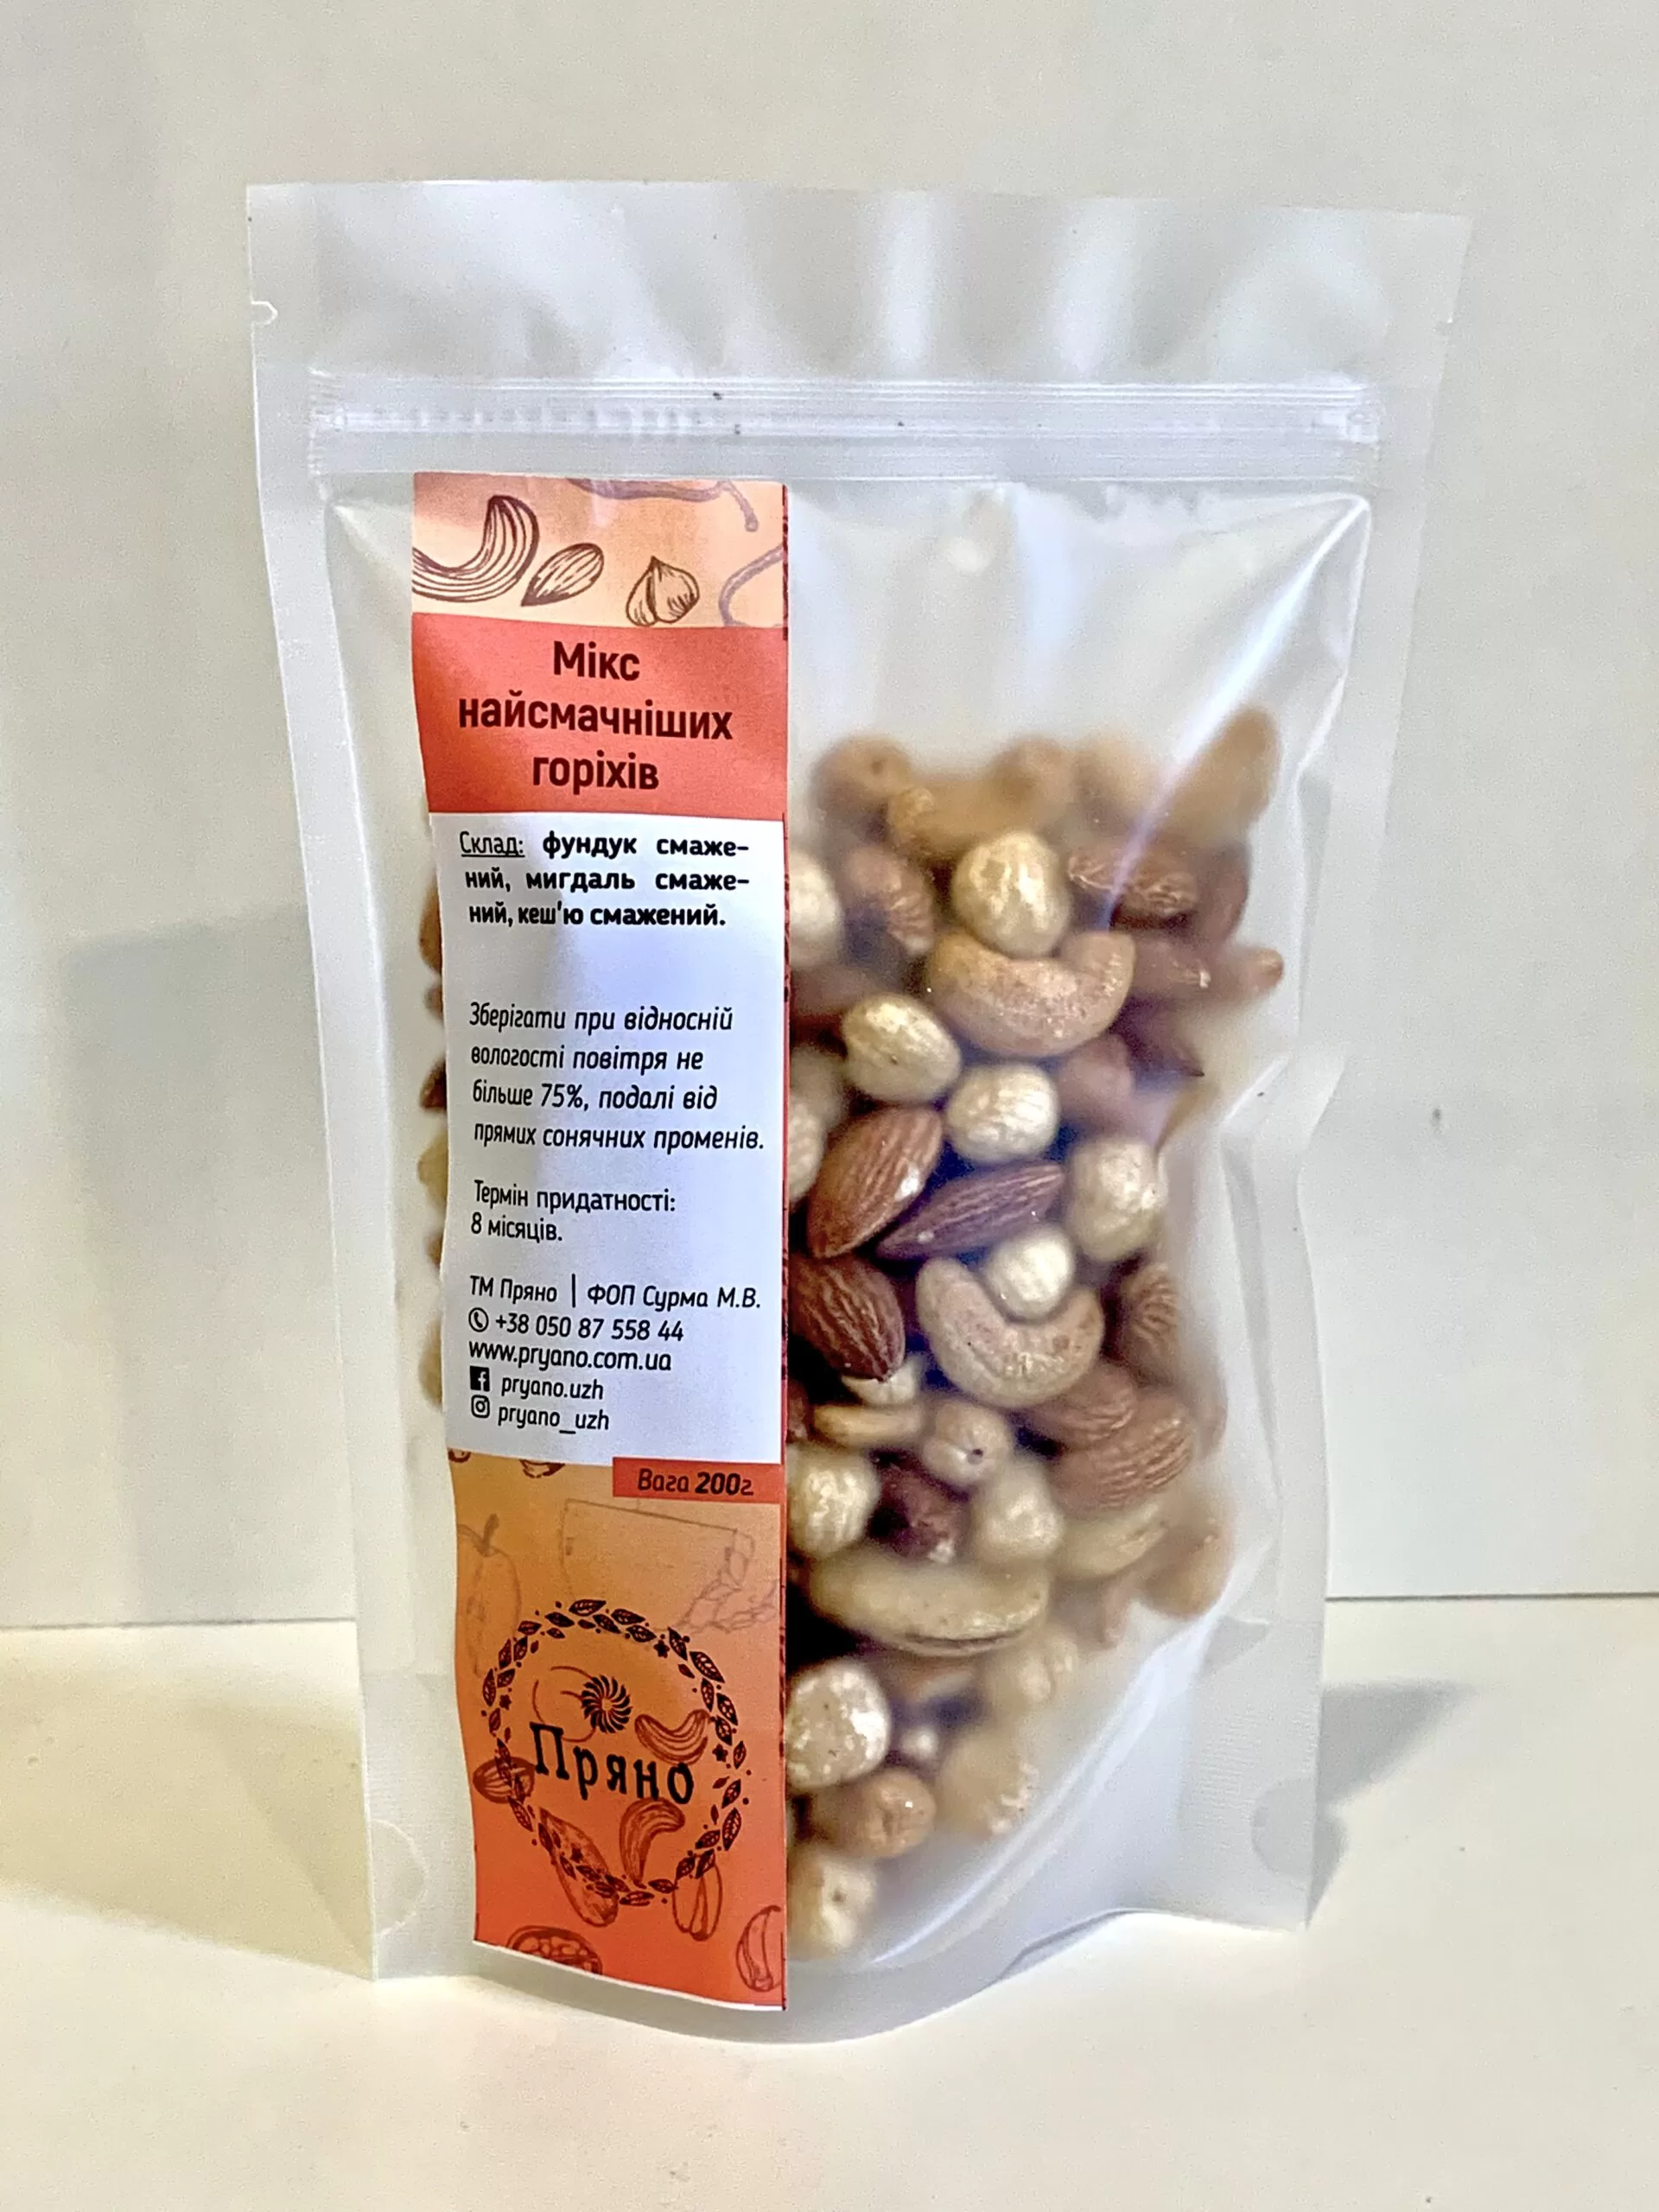 Мікс
найсмачніших
горіхів
Склад: фундук смаже-
ний, мигдаль смаже-
ний, кеш'ю смажений.
Зберігати при відносній
вологості повітря не
більше 75%, подалі від
прямих сонячних променів.
Термін придатності:
8 місяців.
ТМ Пряно | ФОП Сурма М.В.
+38 050 87 558 44
www.pryano.com.ua
pryano.uzh
pryano_uzh
Вага 200г
Пряно